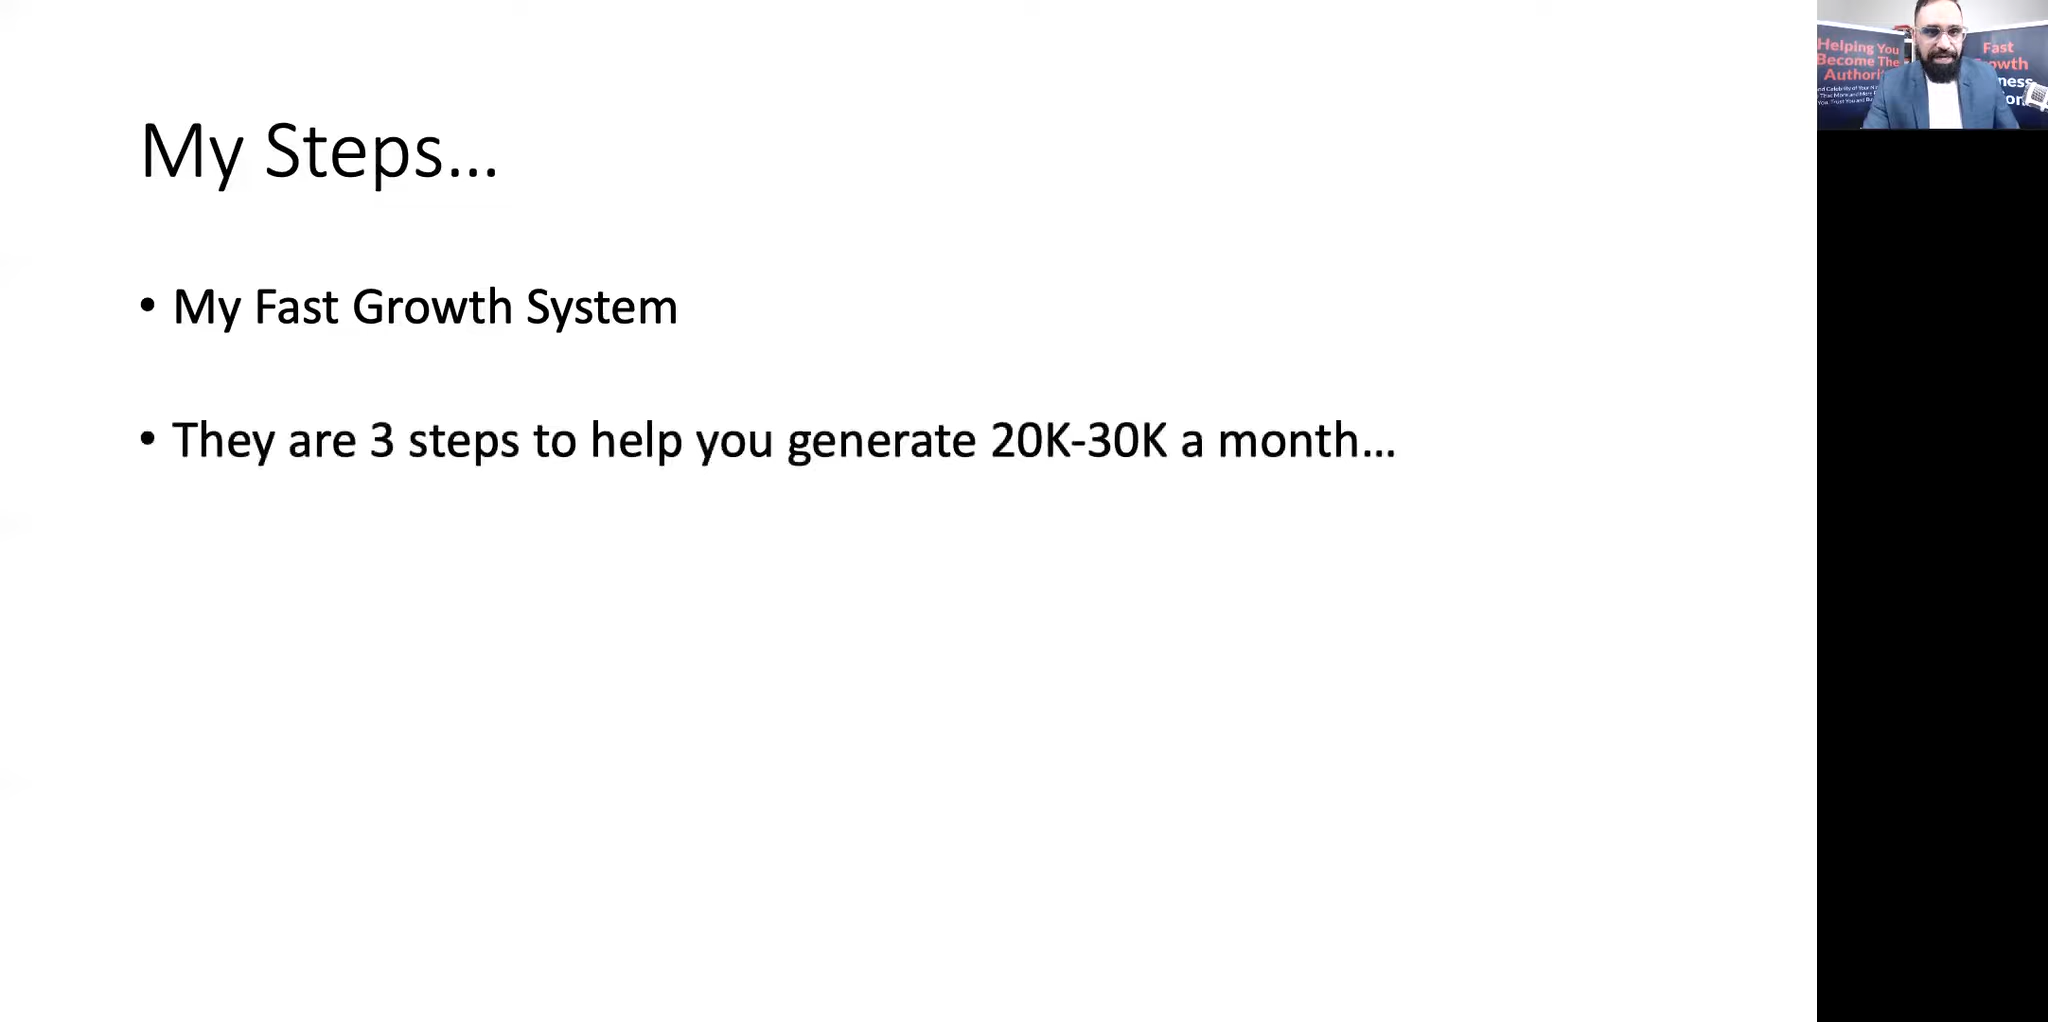 My Steps...
• My Fast Growth System
• They are 3 steps to help you generate 20K-30K a month...
Helping You
Become The
Fast